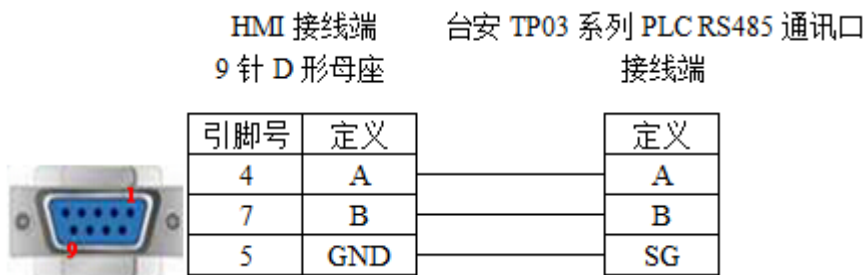 HMI 接线端 台安 TP03 系列 PLC RS485 通讯口
9 针 D 形母座 接线端
引脚号 定义 定义
4 A A
1
7 B B
9
5 GND SG